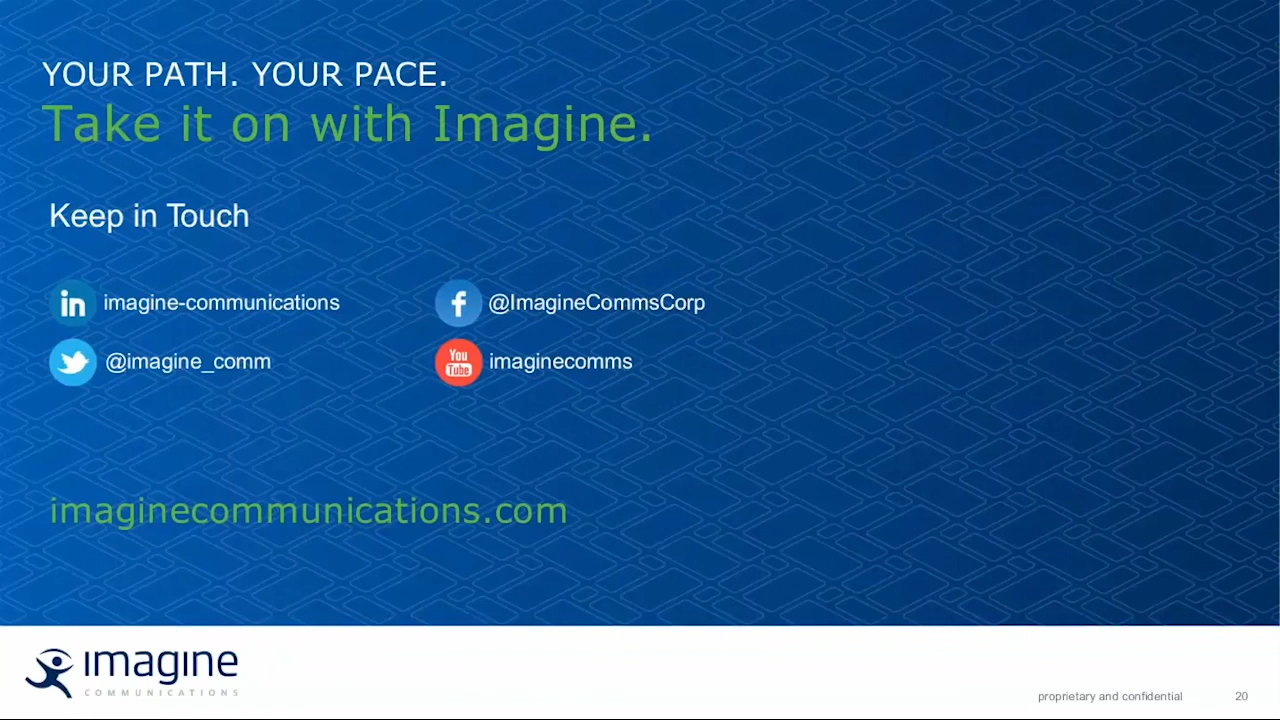 YOUR PATH. YOUR PACE.
Take it on with Imagine.
Keep in Touch
in imagine-communications
f @ImagineCommsCorp
@imagine_comm
You Tube imaginecomms
imaginecommunications.com
imagine
COMMUNICATIONS
proprietary and confidential 20